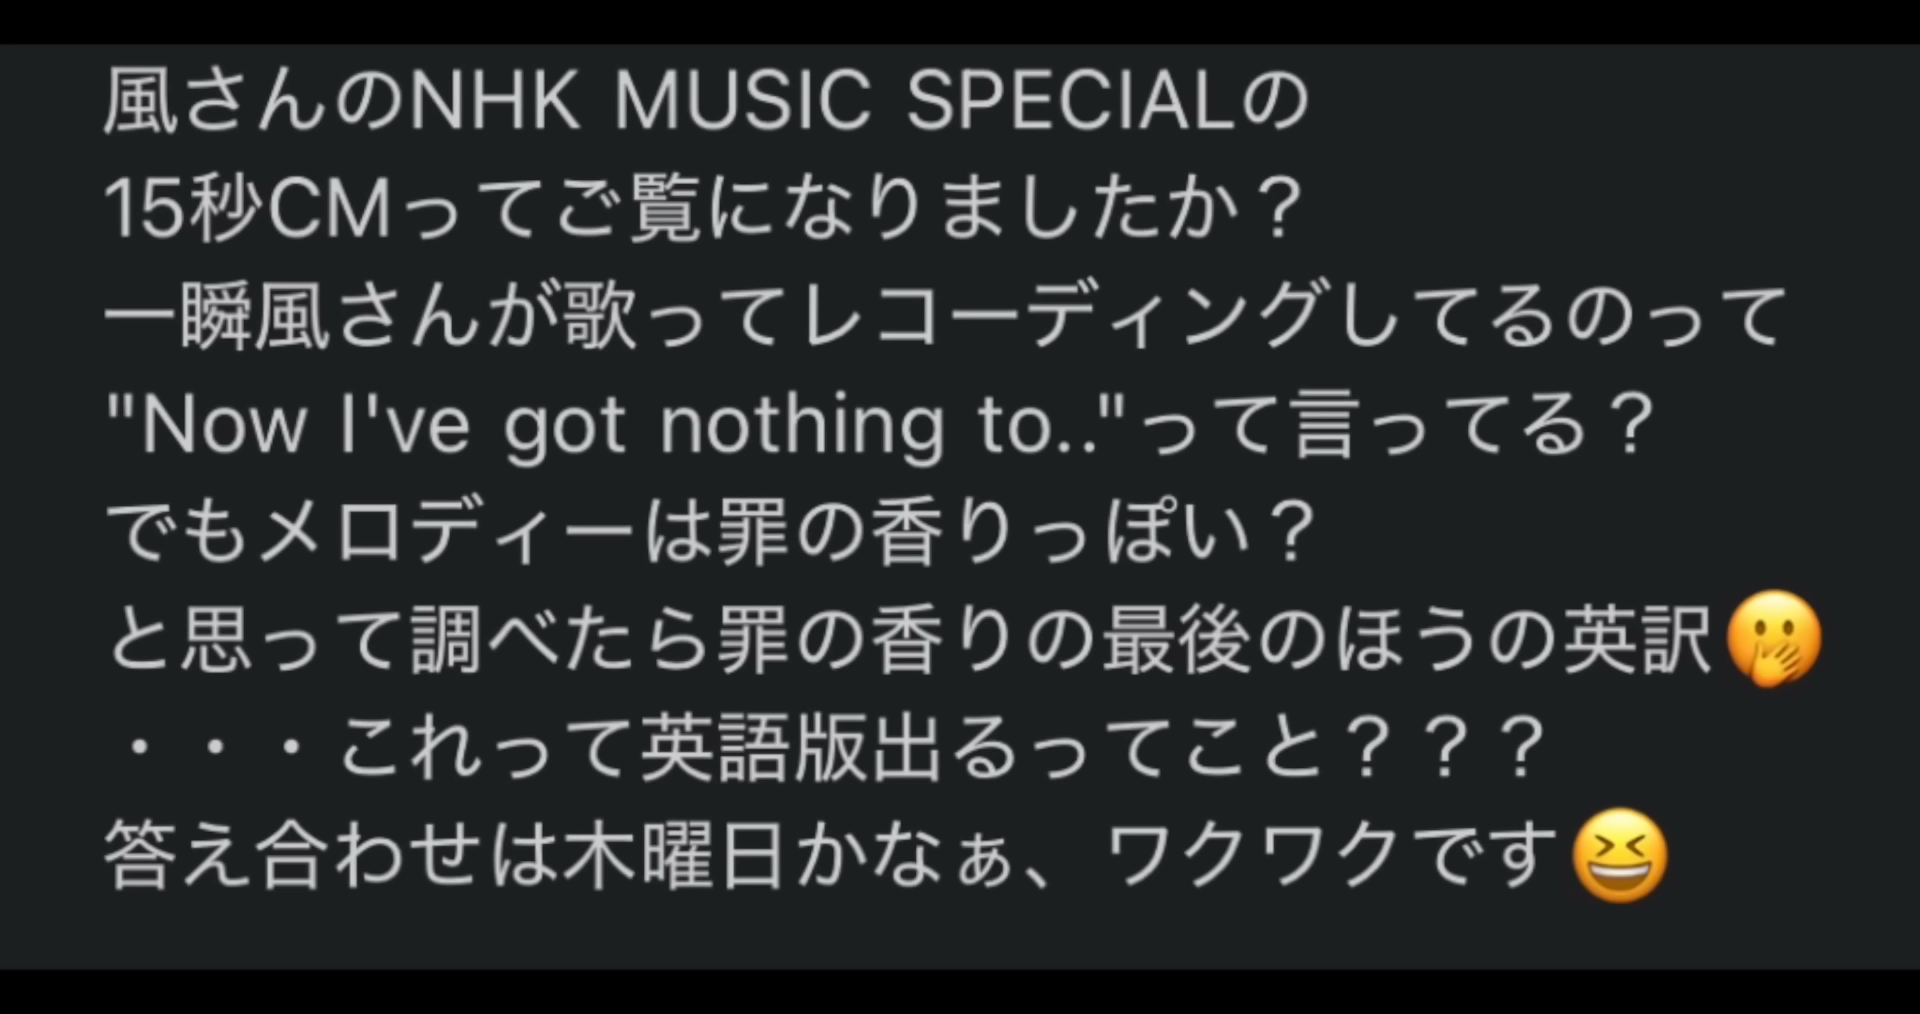 風さんのNHK MUSIC SPECIALの
15秒CMってご覧になりましたか？
一瞬風さんが歌ってレコーディングしてるのって
"Now I've got nothing to.."って言ってる？
でもメロディーは罪の香りっぽい？
と思って調べたら罪の香りの最後のほうの英訳🤭
・・・これって英語版出るってこと？？？
答え合わせは木曜日かなぁ、ワクワクです😆